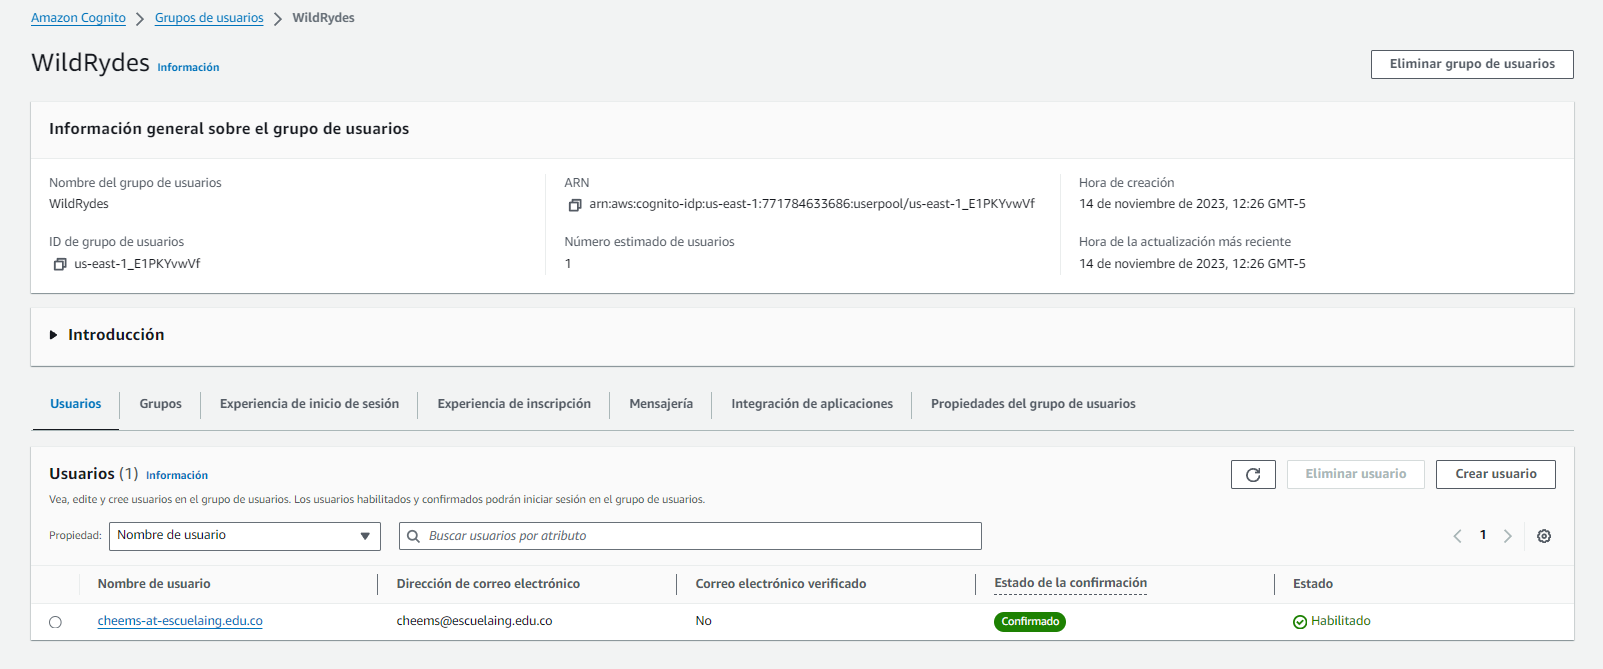 Amazon Cognito > Grupos de usuarios > WildRydes
WildRydes Información
Eliminar grupo de usuarios
Información general sobre el grupo de usuarios
Nombre del grupo de usuarios
WildRydes
ID de grupo de usuarios
us-east-1_E1PKYvwVf
ARN
arn:aws:cognito-idp:us-east-1:771784633686:userpool/us-east-1_E1PKYvwVf
Número estimado de usuarios
1
Hora de creación
14 de noviembre de 2023, 12:26 GMT-5
Hora de la actualización más reciente
14 de noviembre de 2023, 12:26 GMT-5
Introducción
Usuarios Grupos Experiencia de inicio de sesión Experiencia de inscripción Mensajería Integración de aplicaciones Propiedades del grupo de usuarios
Usuarios (1) Información
Eliminar usuario Crear usuario
Vea, edite y cree usuarios en el grupo de usuarios. Los usuarios habilitados y confirmados podrán iniciar sesión en el grupo de usuarios.
Propiedad: Nombre de usuario Buscar usuarios por atributo 1
Nombre de usuario Dirección de correo electrónico Correo electrónico verificado Estado de la confirmación Estado
cheems-at-escuelaing.edu.co cheems@escuelaing.edu.co No Confirmado Habilitado